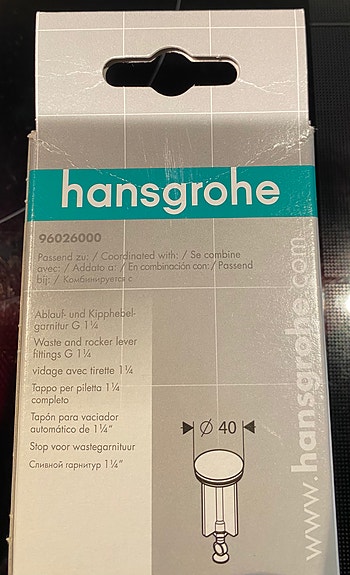 hansgrohe
96026000
Passend zu: / Coordinated with: / Se combine
avec: / Addato a: / En combinación con: / Passend
bij: / Комбинируется с
Ablauf- und Kipphebel-
garnitur G 1¼
Waste and rocker lever
fittings G 1¼
vidage avec tirette 1¼
Tappo per piletta 1¼
completo
Tapón para vaciador
automático de 1¼"
Stop voor wastegarnituur
Сливной гарнитур 1¼"
Ø 40
www.hansgrohe.com